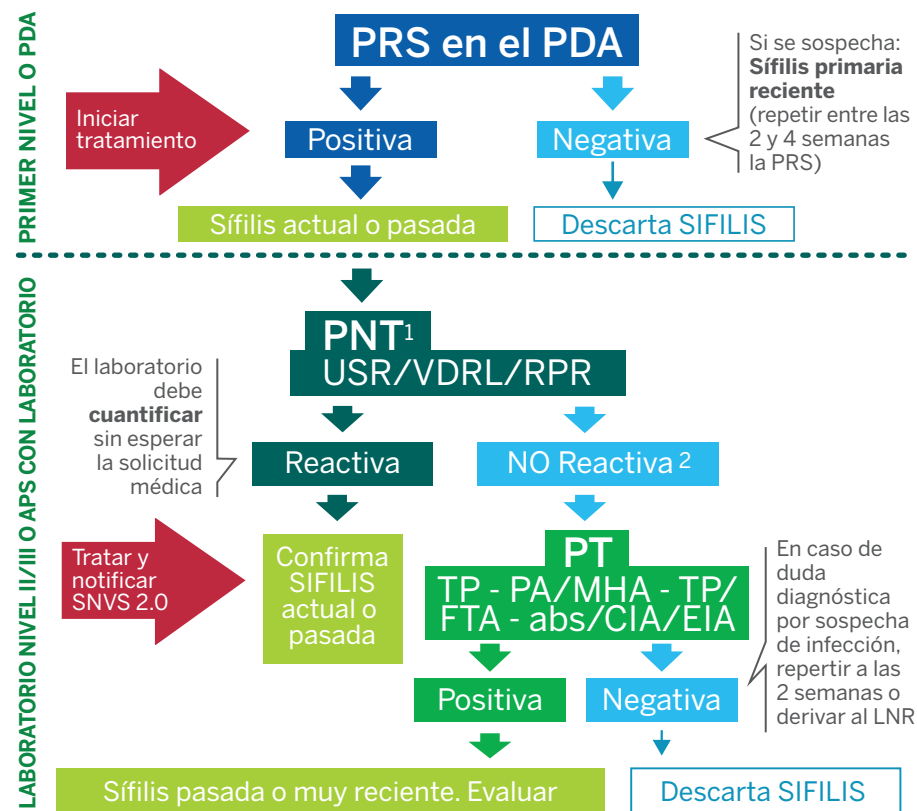 PRIMER NIVEL O PDA
PRS en el PDA
Iniciar
tratamiento
Positiva
Negativa
Si se sospecha:
Sífilis primaria
reciente
(repetir entre las
2 y 4 semanas
la PRS)
Sífilis actual o pasada
Descarta SIFILIS
LABORATORIO NIVEL II/III O APS CON LABORATORIO
PNT1
USR/VDRL/RPR
El laboratorio
debe
cuantificar
sin esperar
la solicitud
médica
Reactiva
NO Reactiva 2
Tratar y
notificar
SNVS 2.0
Confirma
SIFILIS
actual o
pasada
PT
TP - PA/MHA - TP/
FTA - abs/CIA/EIA
En caso de
duda
diagnóstica
por sospecha
de infección,
repertir a las
2 semanas o
derivar al LNR
Positiva
Negativa
Sífilis pasada o muy reciente. Evaluar
Descarta SIFILIS